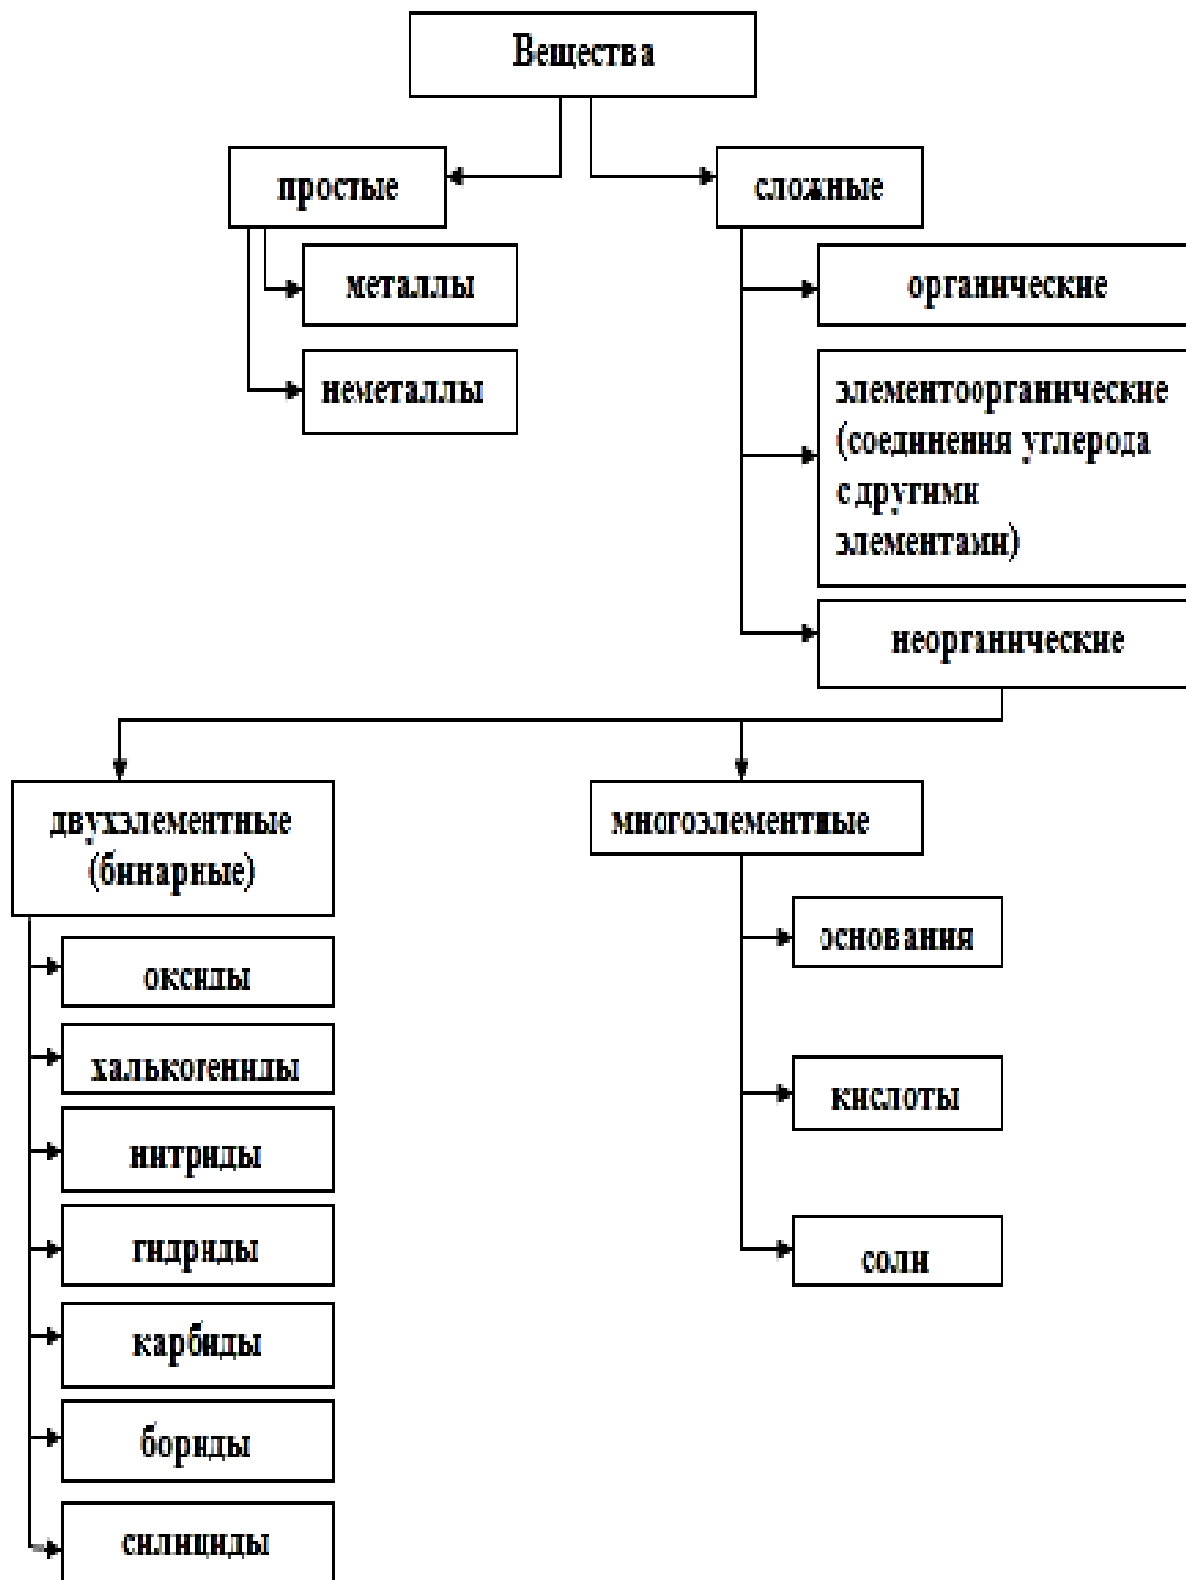 Вещества
простые
сложные
металлы
органические
неметаллы
элементоорганические
(соединения углерода
с другими
элементами)
неорганические
двухэлементные
(бинарные)
многоэлементные
оксиды
основания
халькогениды
кислоты
нитриды
гидриды
соли
карбиды
бориды
силициды